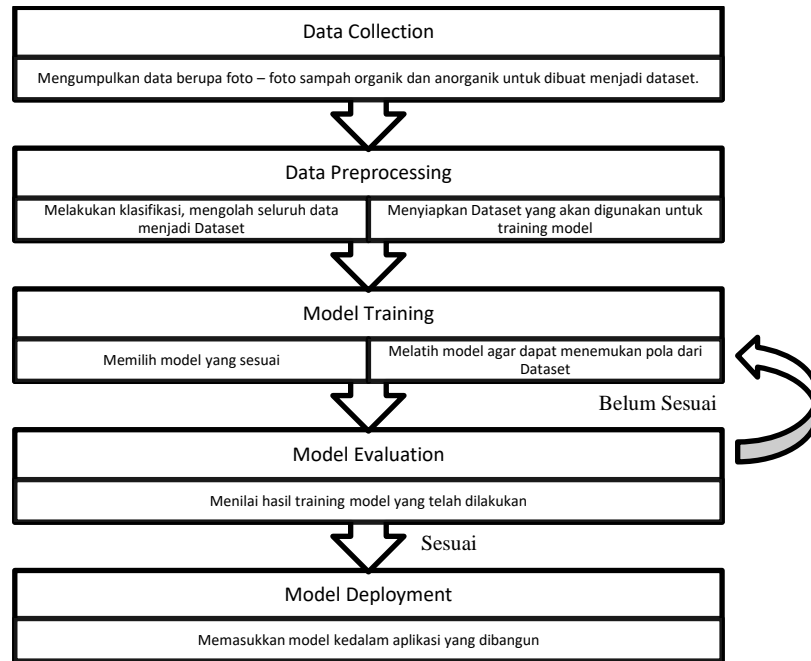 Data Collection
Mengumpulkan data berupa foto – foto sampah organik dan anorganik untuk dibuat menjadi dataset.
Data Preprocessing
Melakukan klasifikasi, mengolah seluruh data
menjadi Dataset
Menyiapkan Dataset yang akan digunakan untuk
training model
Model Training
Memilih model yang sesuai
Melatih model agar dapat menemukan pola dari
Dataset
Belum Sesuai
Model Evaluation
Menilai hasil training model yang telah dilakukan
Sesuai
Model Deployment
Memasukkan model kedalam aplikasi yang dibangun